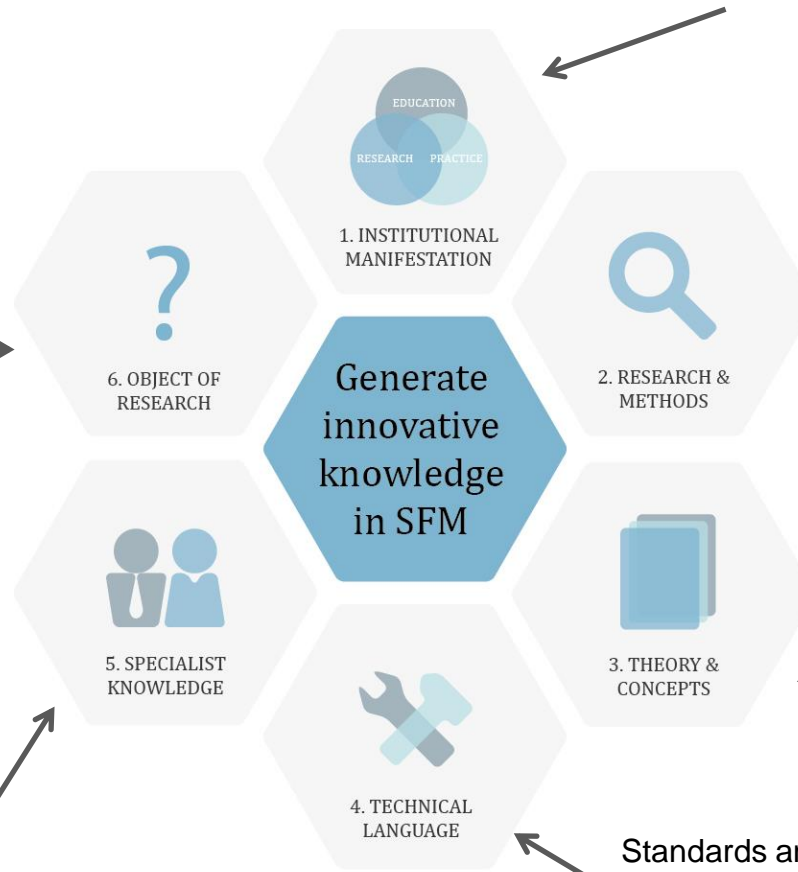 EDUCATION
RESEARCH PRACTICE
1. INSTITUTIONAL
MANIFESTATION
2. RESEARCH &
METHODS
3. THEORY &
CONCEPTS
4. TECHNICAL
LANGUAGE
5. SPECIALIST
KNOWLEDGE
?
6. OBJECT OF
RESEARCH
Generate
innovative
knowledge
in SFM
Standards